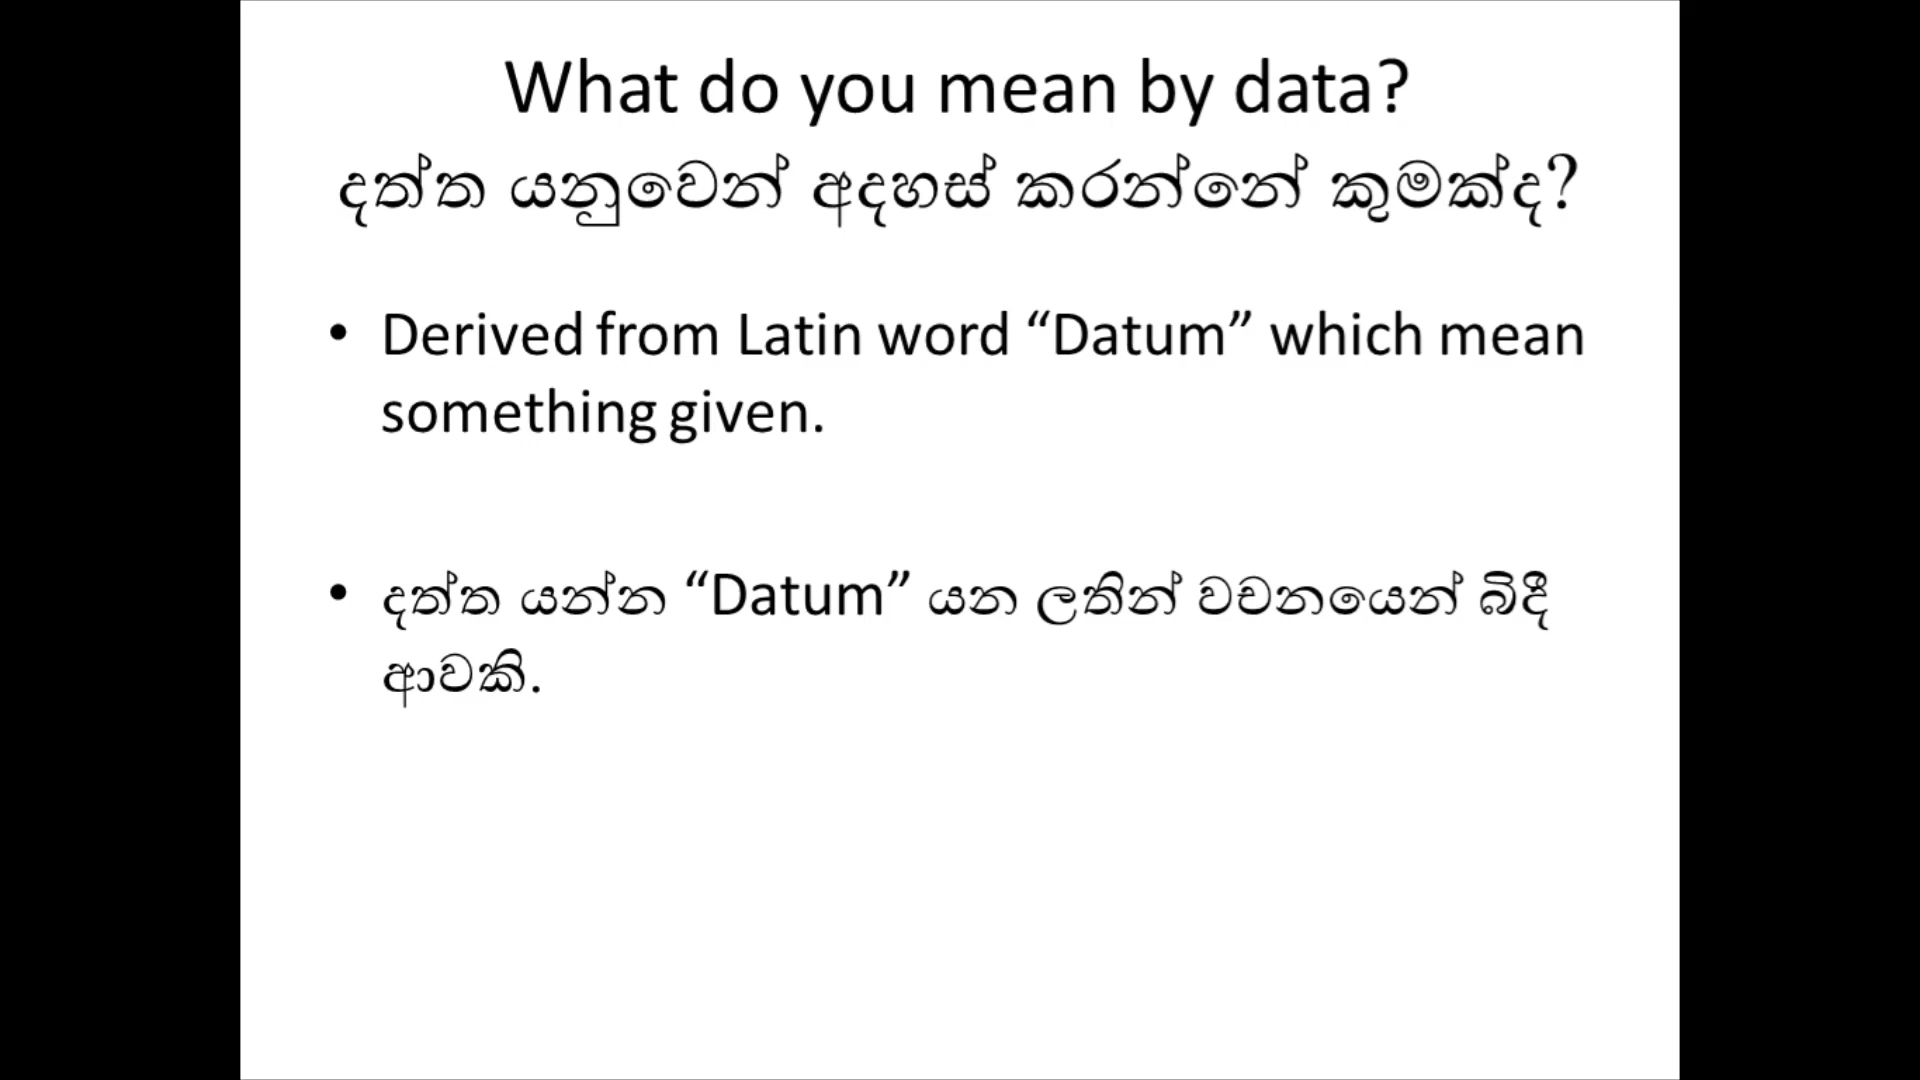 What do you mean by data?
දත්ත යනුවෙන් අදහස් කරන්නේ කුමක්ද?
• Derived from Latin word “Datum” which mean
something given.
• දත්ත යන්න “Datum” යන ලතින් වචනයෙන් බිදී
ආවකි.